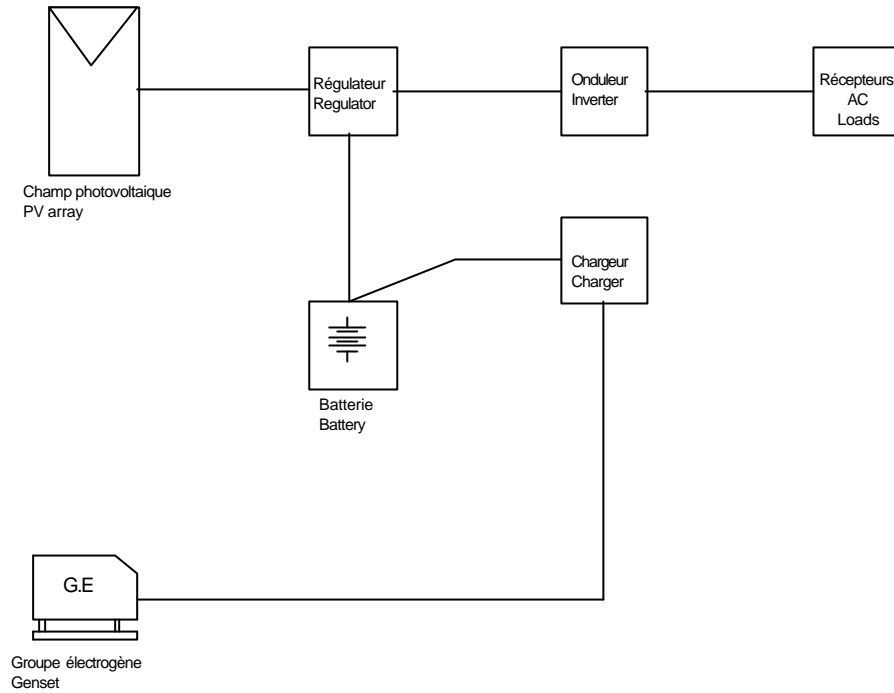 Régulateur
Regulator
Onduleur
Inverter
Récepteurs
AC
Loads
Champ photovoltaique
PV array
Chargeur
Charger
Batterie
Battery
G.E
Groupe électrogène
Genset